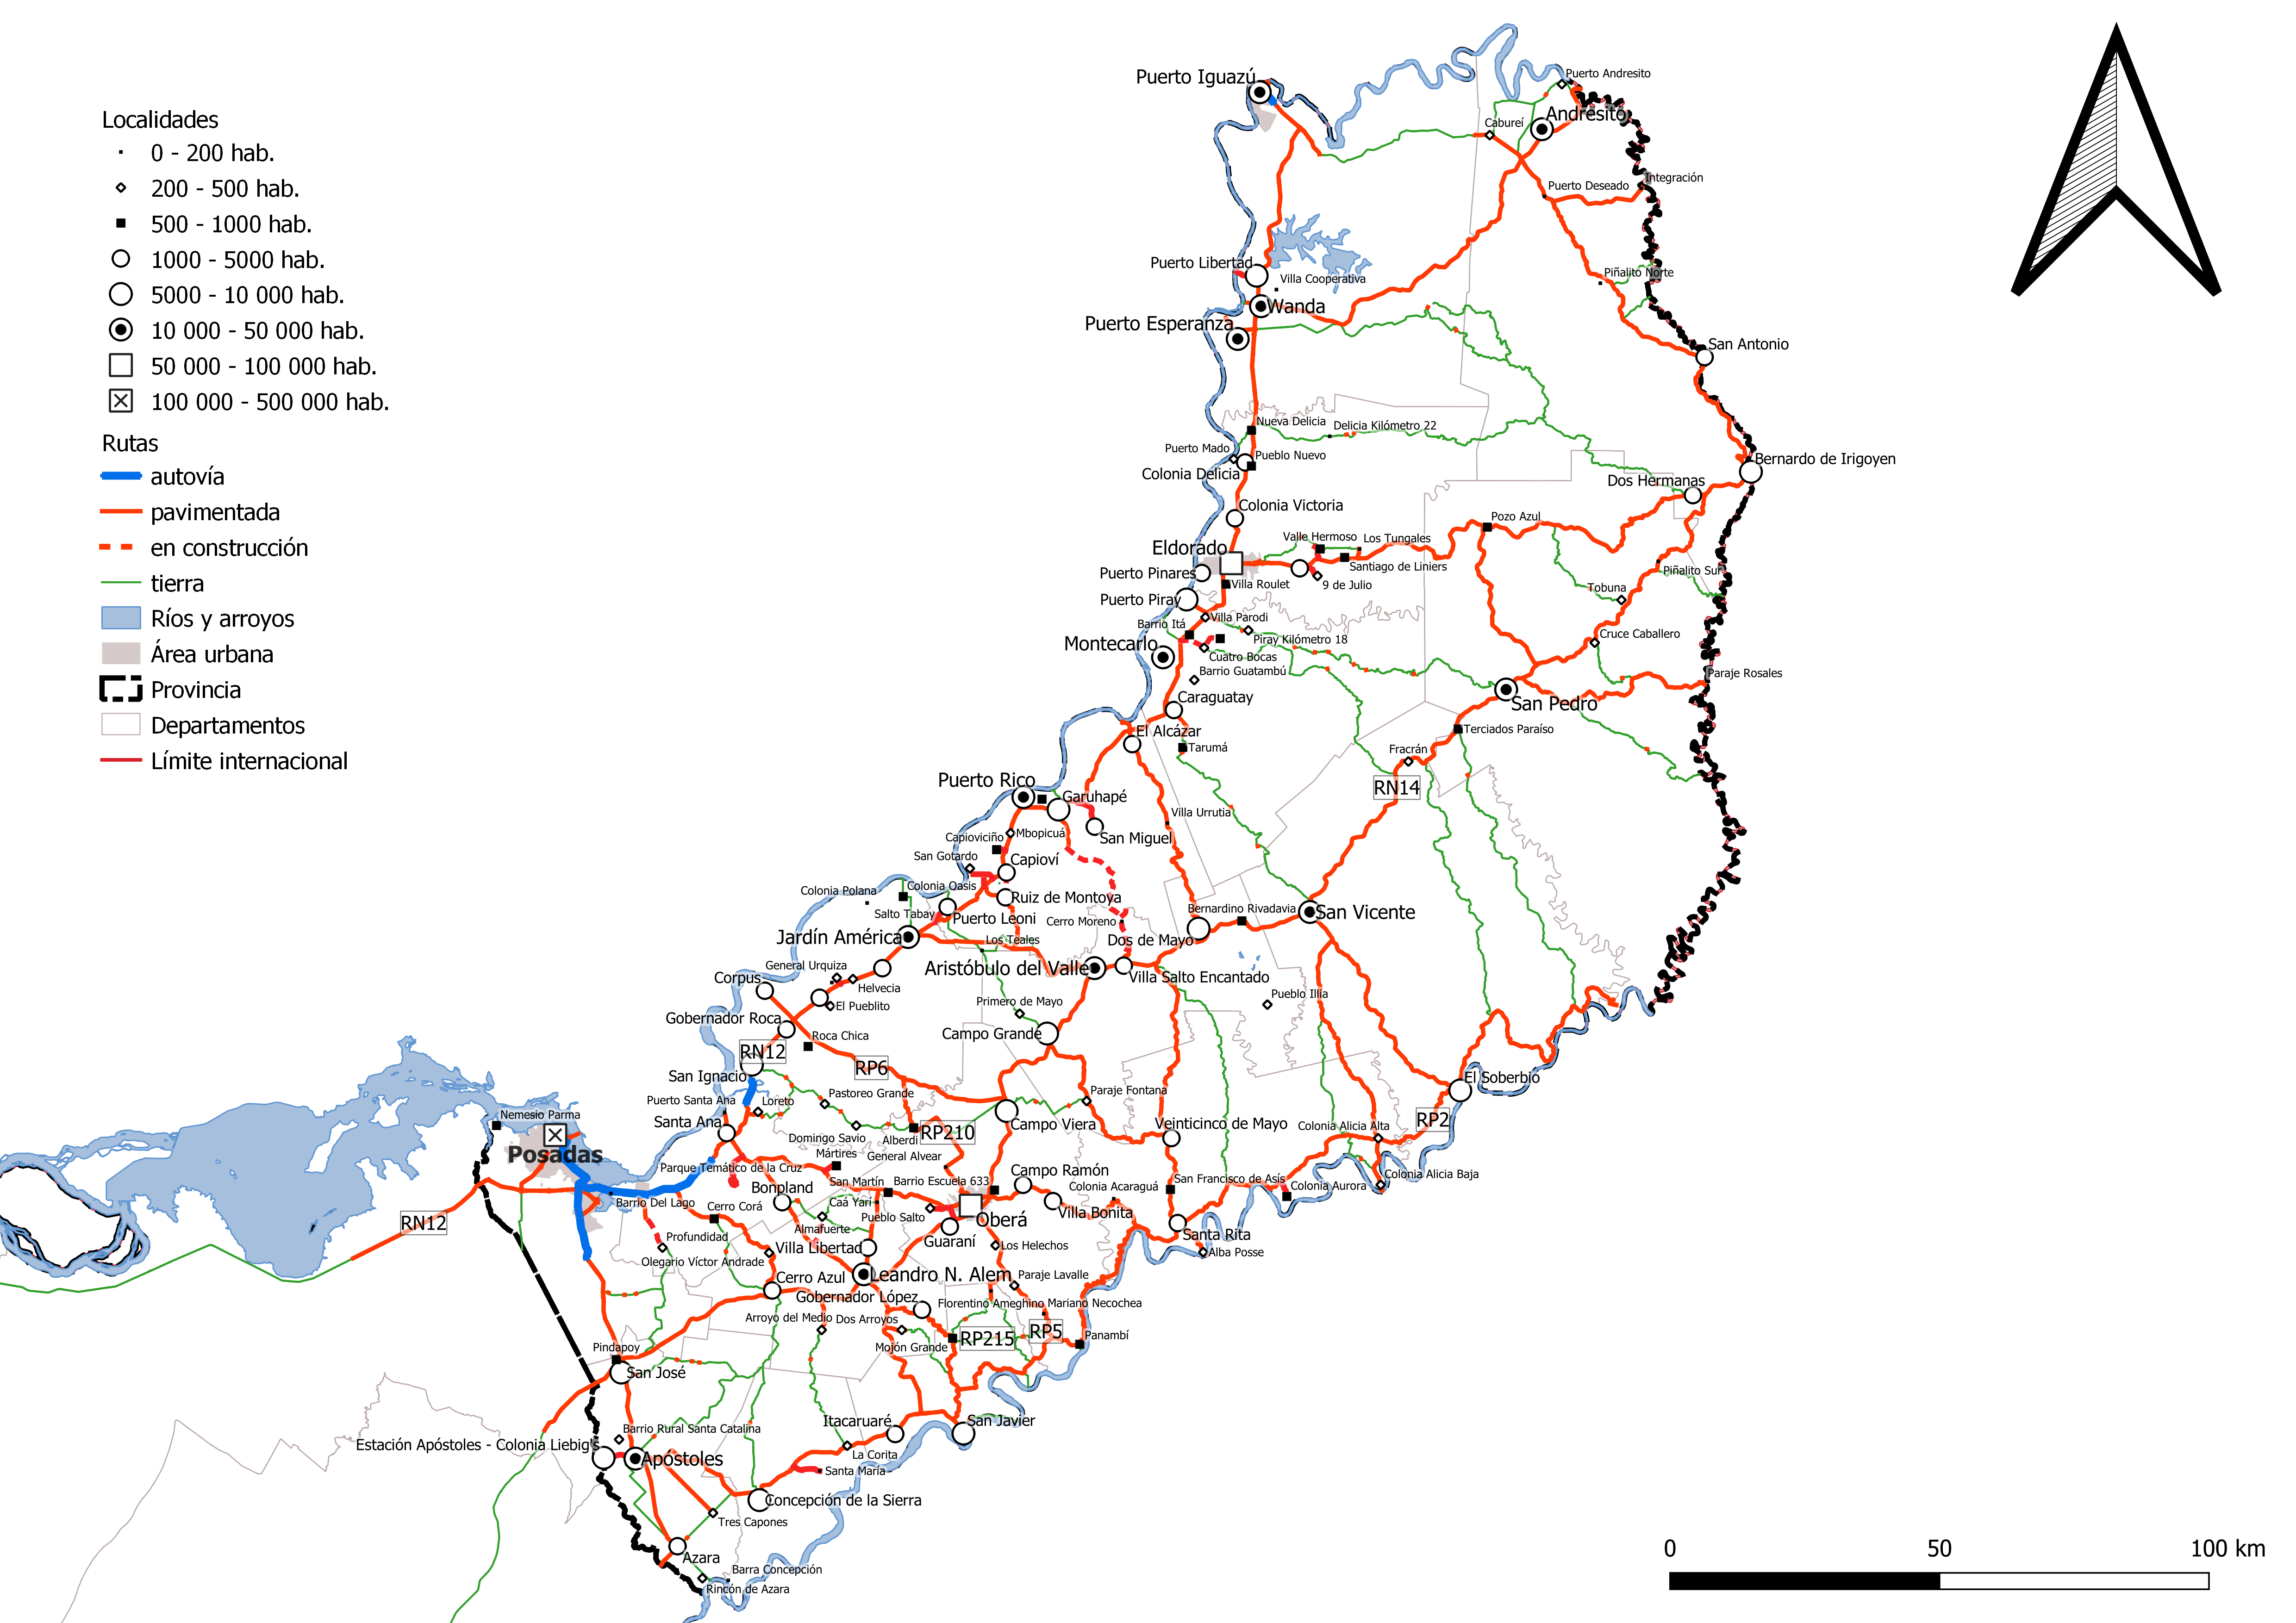 Localidades
0 - 200 hab.
200 - 500 hab.
500 - 1000 hab.
1000 - 5000 hab.
5000 - 10 000 hab.
10 000 - 50 000 hab.
50 000 - 100 000 hab.
100 000 - 500 000 hab.
Rutas
autovía
pavimentada
en construcción
tierra
Ríos y arroyos
Área urbana
Provincia
Departamentos
Límite internacional
Puerto Iguazú
Puerto Andresito
Andresito
Cabureí
Integración
Puerto Deseado
Puerto Libertad
Villa Cooperativa
Piñalito Norte
Wanda
Puerto Esperanza
San Antonio
Nueva Delicia
Delicia Kilómetro 22
Puerto Mado
Pueblo Nuevo
Colonia Delicia
Bernardo de Irigoyen
Dos Hermanas
Colonia Victoria
Pozo Azul
Valle Hermoso
Los Tungales
Eldorado
Santiago de Liniers
Puerto Pinares
Piñalito Sur
Villa Roulet
9 de Julio
Tobuna
Puerto Piray
Villa Parodi
Barrio Itá
Piray Kilómetro 18
Cruce Caballero
Montecarlo
Cuatro Bocas
Barrio Guatambú
Paraje Rosales
Caraguatay
San Pedro
El Alcázar
Terciados Paraíso
Tarumá
Fracrán
Puerto Rico
RN14
Garuhapé
Villa Urrutia
Mbopicuá
Capioviciño
San Miguel
San Gotardo
Capioví
Colonia Polana
Colonia Oasis
Ruiz de Montoya
Salto Tabay
Puerto Leoni
Cerro Moreno
Bernardino Rivadavia
San Vicente
Jardín América
Los Teales
Dos de Mayo
General Urquiza
Aristóbulo del Valle
Villa Salto Encantado
Corpus
Helvecia
El Pueblito
Primero de Mayo
Pueblo Illia
Gobernador Roca
Roca Chica
Campo Grande
RN12
RP6
San Ignacio
El Soberbio
Puerto Santa Ana
Loreto
Pastoreo Grande
Paraje Fontana
Nemesio Parma
Santa Ana
Domingo Savio
Alberdi
RP210
Campo Viera
Veinticinco de Mayo
Colonia Alicia Alta
RP2
Posadas
Mártires
General Alvear
Parque Temático de la Cruz
San Martín
Barrio Escuela 633
Campo Ramón
Colonia Alicia Baja
Bonpland
Colonia Acaraguá
San Francisco de Asís
Colonia Aurora
Barrio Del Lago
Cerro Corá
Caá Yarí
Pueblo Salto
Oberá
Villa Bonita
RN12
Almafuerte
Profundidad
Guaraní
Santa Rita
Villa Libertad
Los Helechos
Alba Posse
Olegario Víctor Andrade
Cerro Azul
Leandro N. Alem
Paraje Lavalle
Gobernador López
Florentino Ameghino
Mariano Necochea
Arroyo del Medio
Dos Arroyos
RP5
Panambí
RP215
Mojón Grande
Pindapoy
San José
Itacaruaré
San Javier
Barrio Rural Santa Catalina
Estación Apóstoles - Colonia Liebig's
Apóstoles
La Corita
Santa María
Concepción de la Sierra
Tres Capones
Azara
Barra Concepción
Rincón de Azara
0
50
100 km